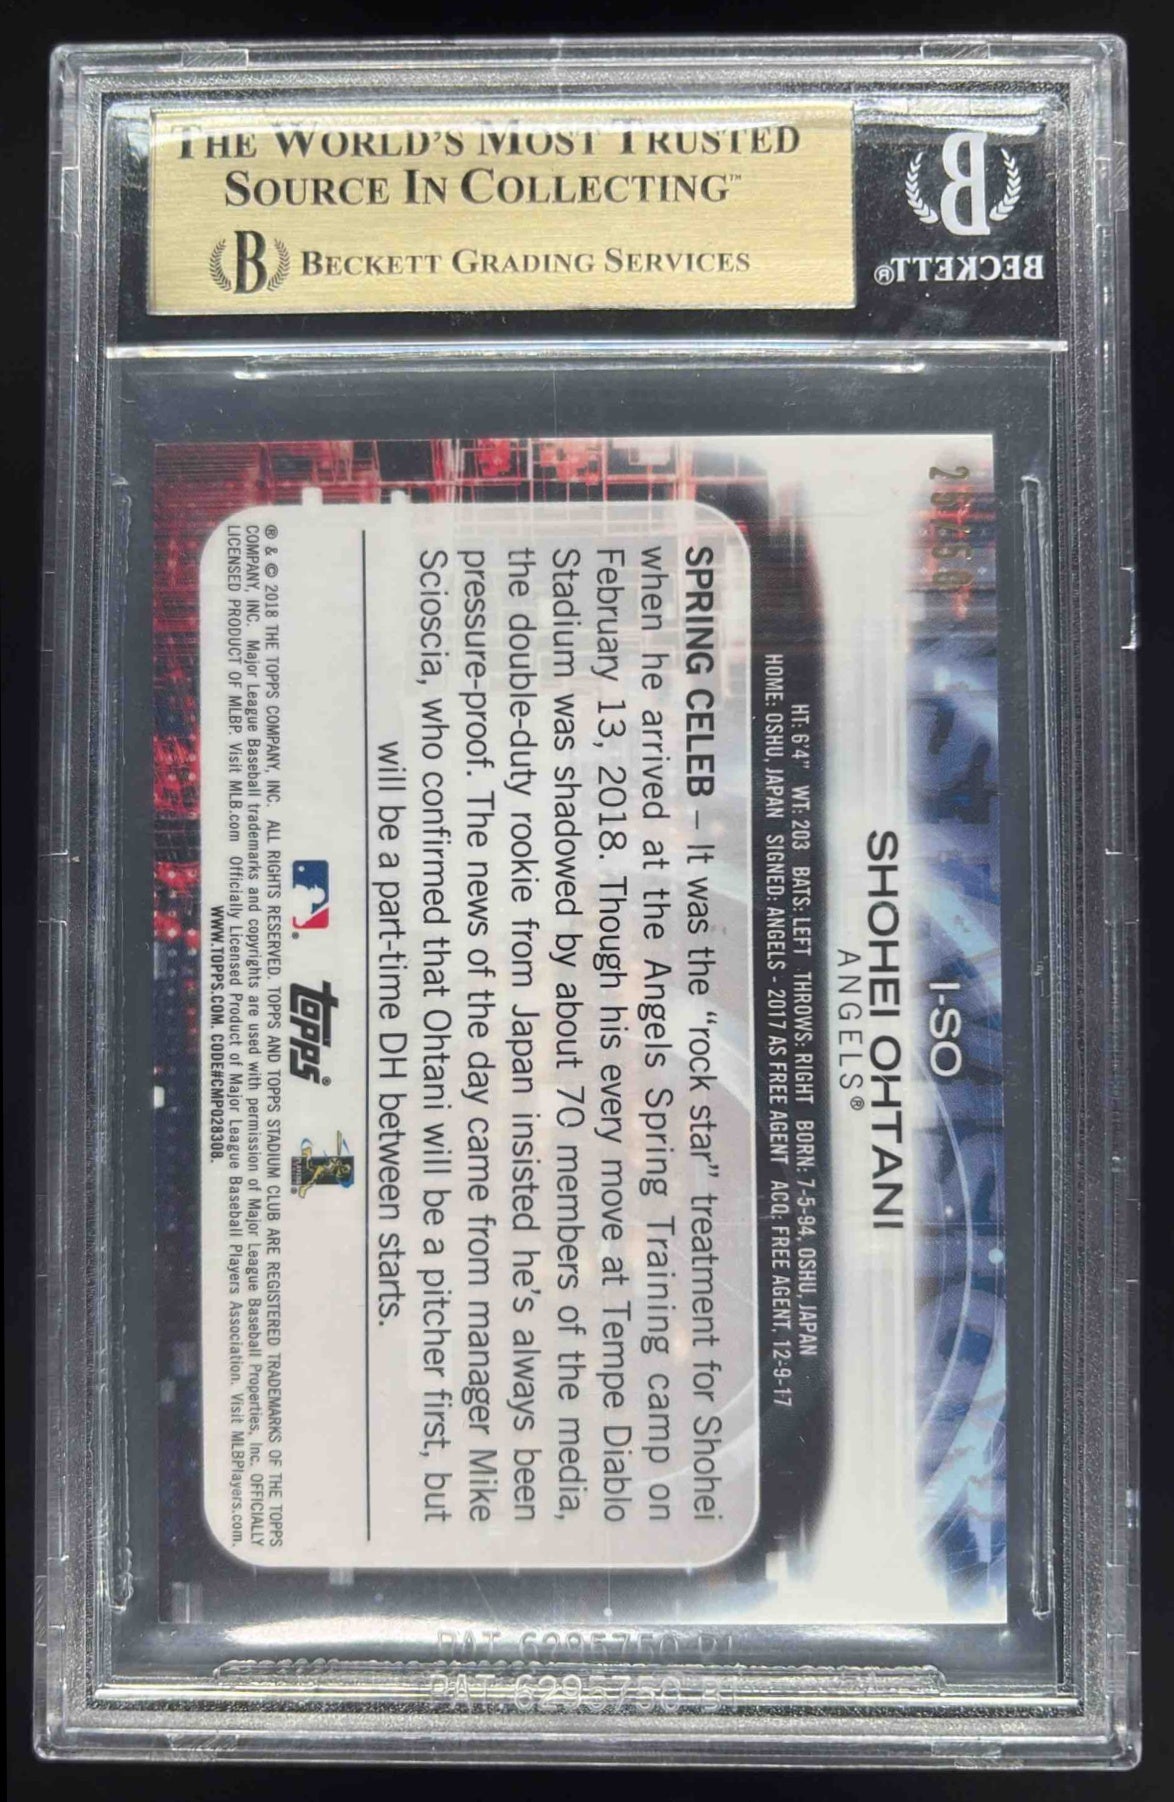 THE WORLD'S MOST TRUSTED
SOURCE IN COLLECTING™
B BECKETT GRADING SERVICES
B
BECKETT®
25/50
I-SO
SHOHEI OHTANI
ANGELS®
HT: 6'4" WT: 203 BATS: LEFT THROWS: RIGHT BORN: 7-5-94, OSHU, JAPAN
HOME: OSHU, JAPAN SIGNED: ANGELS - 2017 AS FREE AGENT ACQ: FREE AGENT, 12-9-17
SPRING CELEB – It was the "rock star" treatment for Shohei
when he arrived at the Angels Spring Training camp on
February 13, 2018. Though his every move at Tempe Diablo
Stadium was shadowed by about 70 members of the media,
the double-duty rookie from Japan insisted he's always been
pressure-proof. The news of the day came from manager Mike
Scioscia, who confirmed that Ohtani will be a pitcher first, but
will be a part-time DH between starts.
topps®
® & © 2018 THE TOPPS COMPANY, INC. ALL RIGHTS RESERVED. TOPPS AND TOPPS STADIUM CLUB ARE REGISTERED TRADEMARKS OF THE TOPPS
COMPANY, INC. Major League Baseball trademarks and copyrights are used with permission of Major League Baseball Properties, Inc. OFFICIALLY
LICENSED PRODUCT OF MLBP. Visit MLB.com Officially Licensed Product of Major League Baseball Players Association. Visit MLBPlayers.com.
WWW.TOPPS.COM. CODE#CMP028308.
PAT 6295750 B1